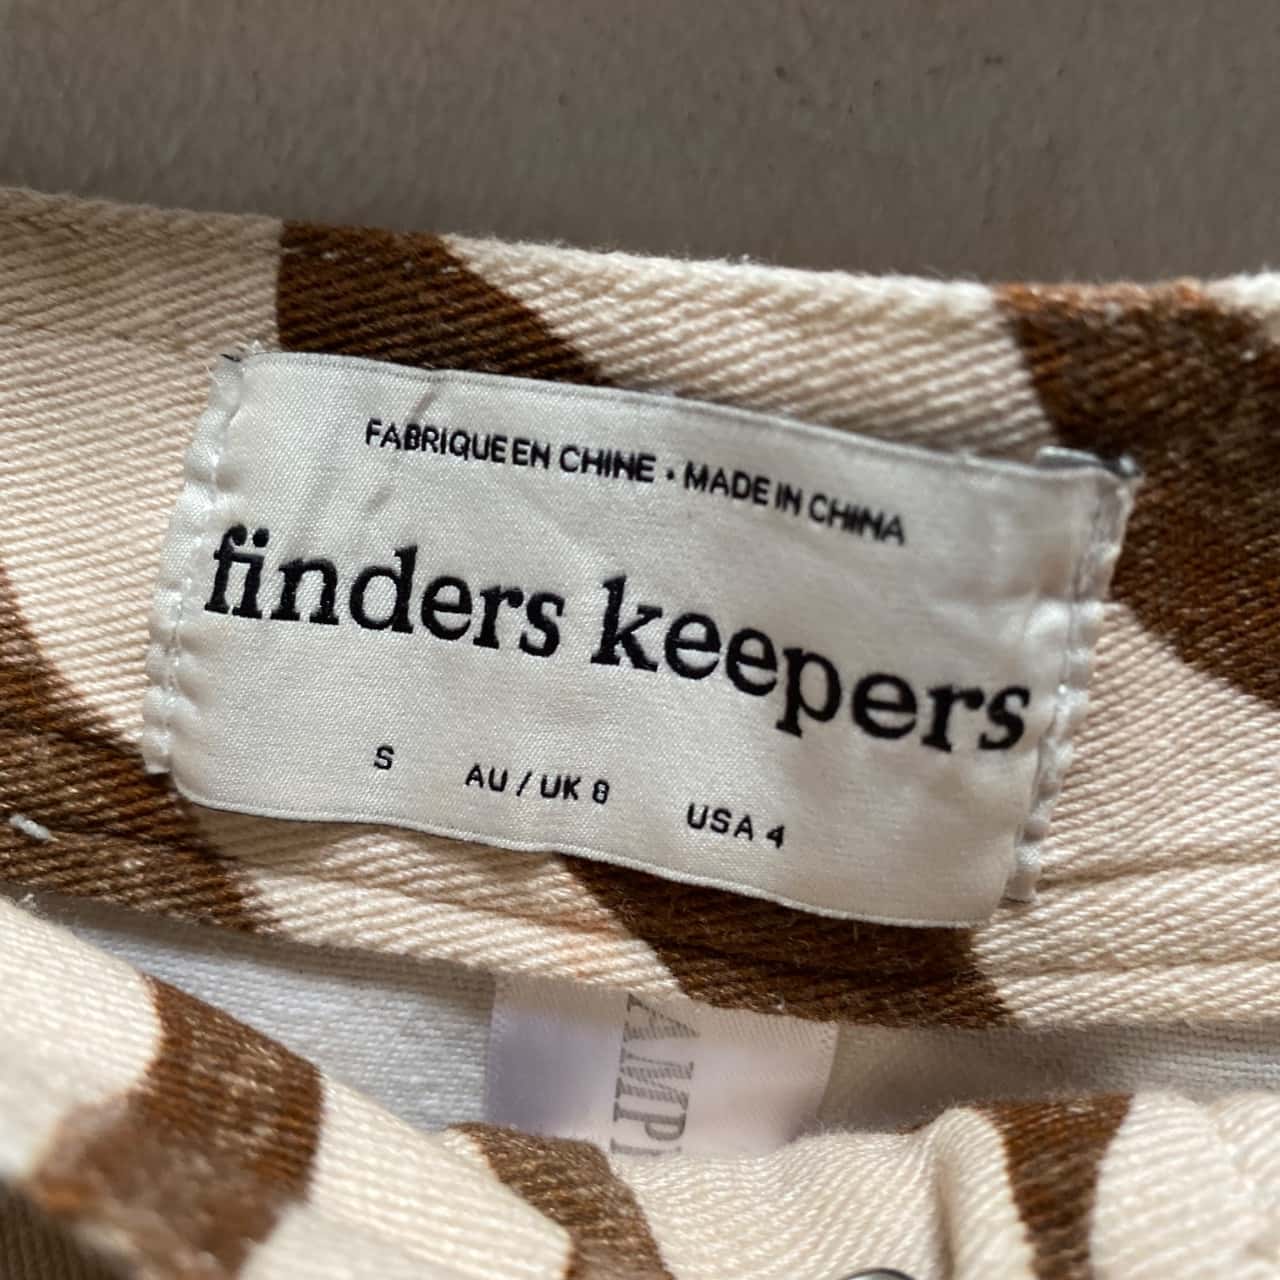 FABRIQUE EN CHINE • MADE IN CHINA
finders keepers
S AU / UK 8 USA 4